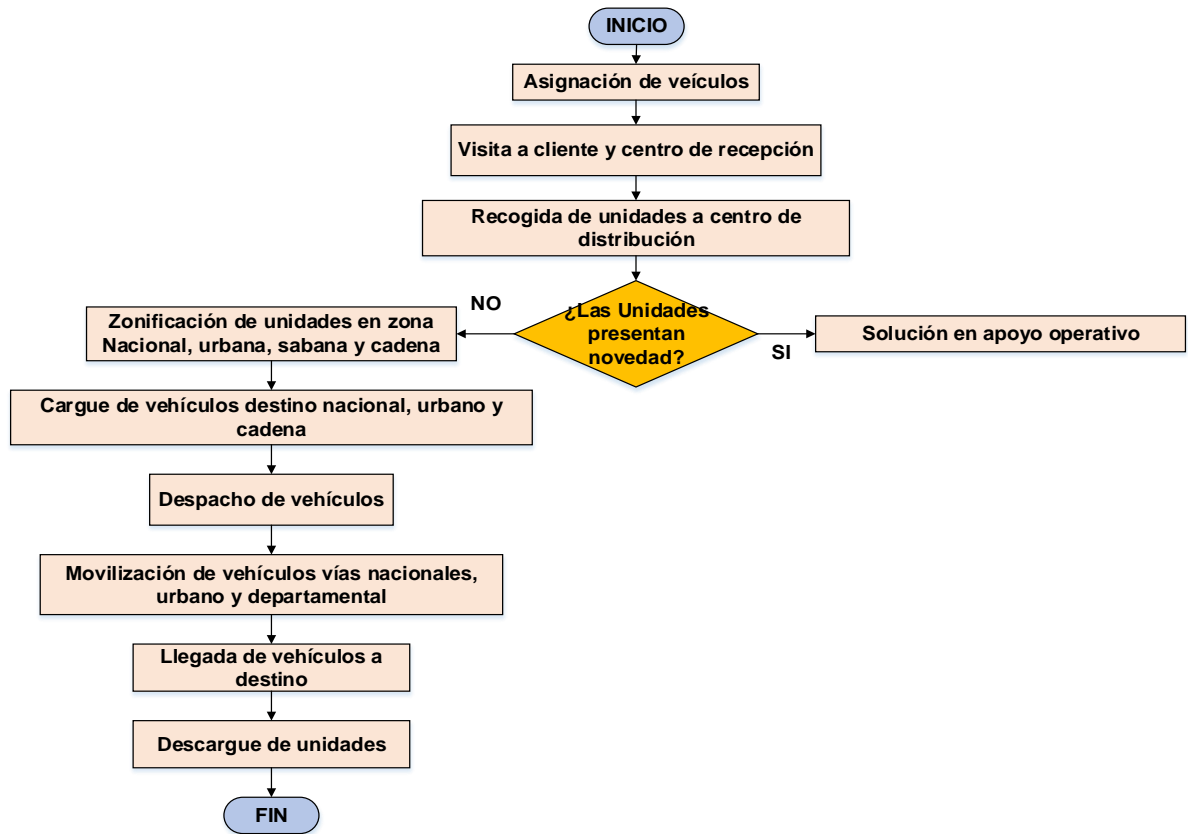 INICIO
Asignación de veículos
Visita a cliente y centro de recepción
Recogida de unidades a centro de
distribución
¿Las Unidades
presentan
novedad?
NO
SI
Zonificación de unidades en zona
Nacional, urbana, sabana y cadena
Solución en apoyo operativo
Cargue de vehículos destino nacional, urbano y
cadena
Despacho de vehículos
Movilización de vehículos vías nacionales,
urbano y departamental
Llegada de vehículos a
destino
Descargue de unidades
FIN